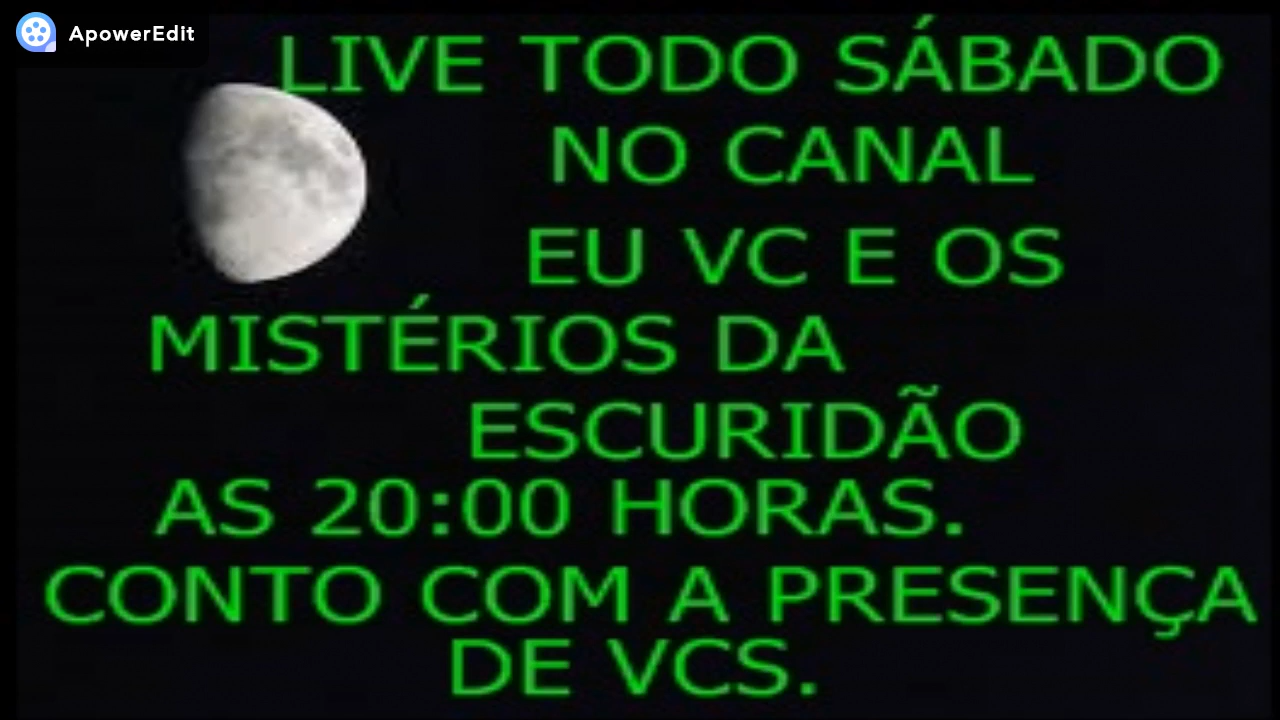 ApowerEdit
LIVE TODO SÁBADO
NO CANAL
EU VC E OS
MISTÉRIOS DA
ESCURIDÃO
AS 20:00 HORAS.
CONTO COM A PRESENÇA
DE VCS.